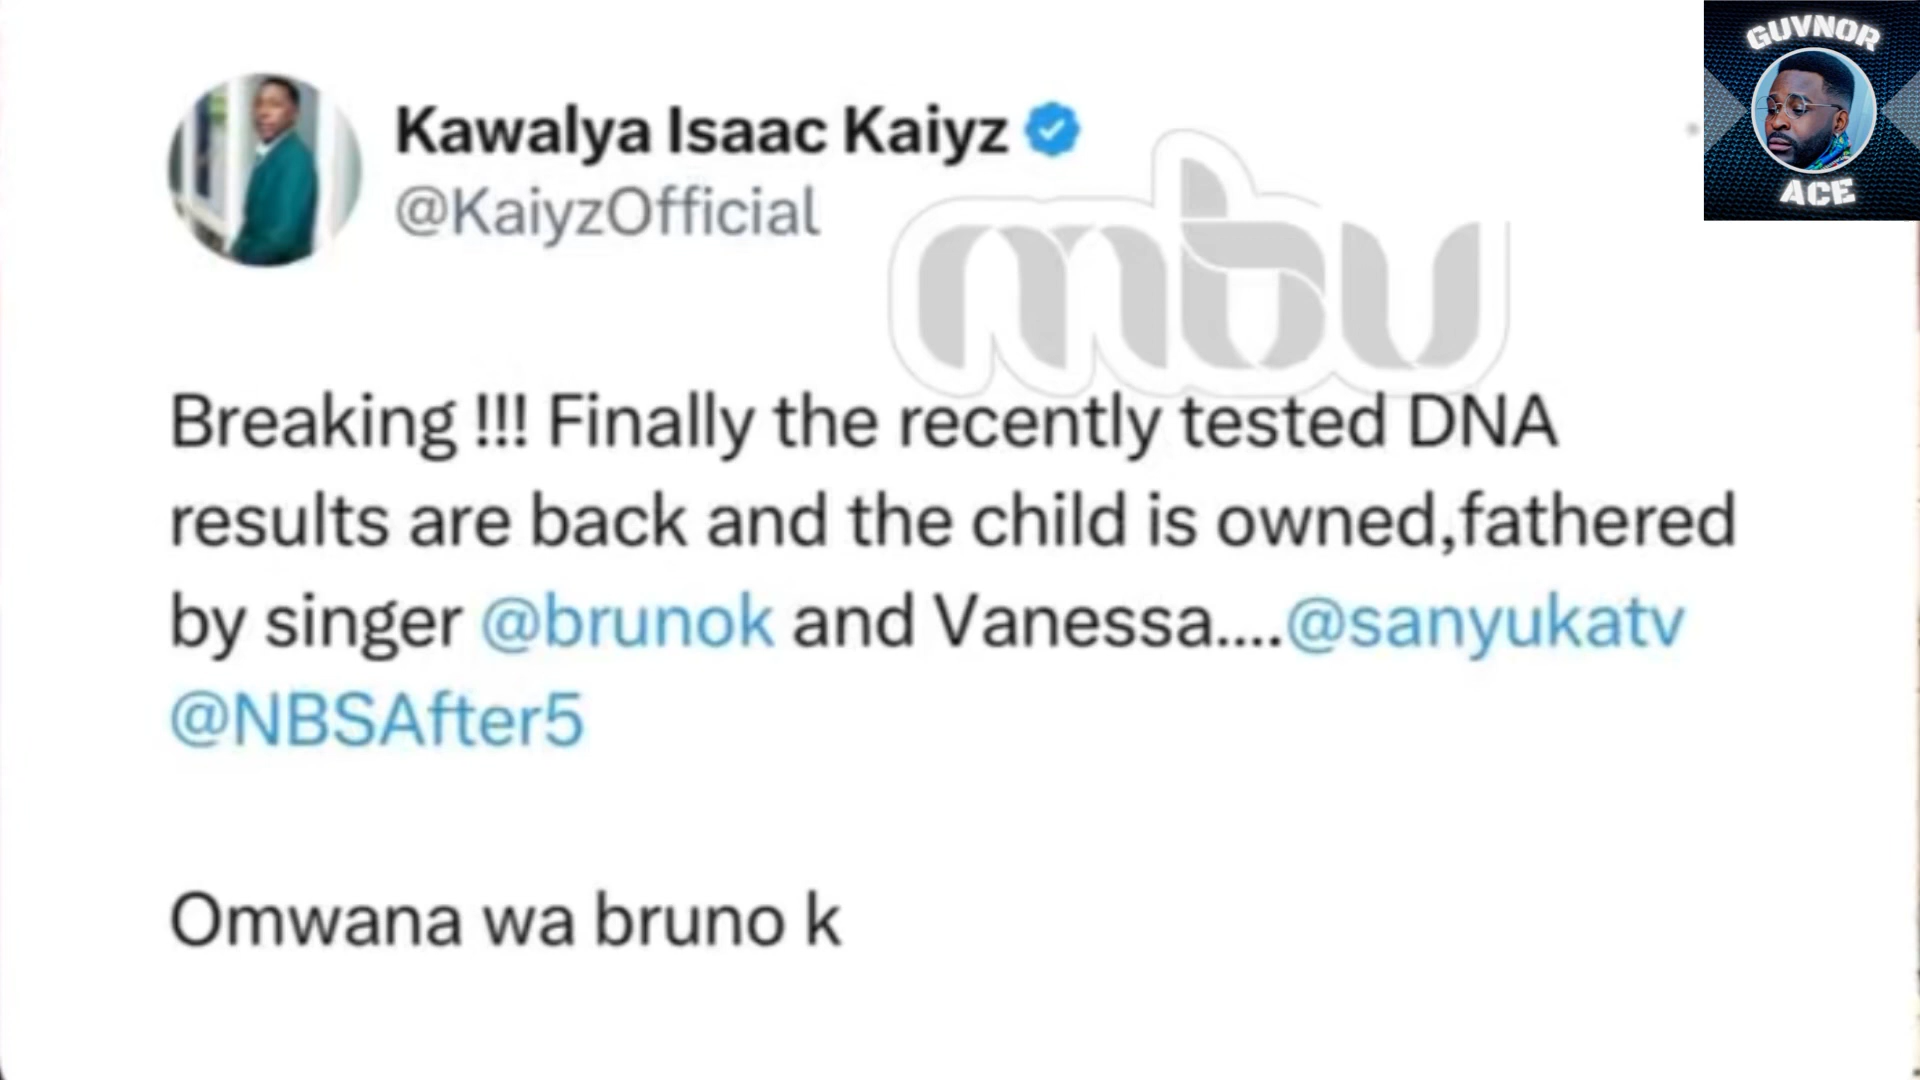 GUVNOR
ACE
Kawalya Isaac Kaiyz
@KaiyzOfficial
mbu
Breaking !!! Finally the recently tested DNA
results are back and the child is owned,fathered
by singer @brunok and Vanessa....@sanyukatv
@NBSAfter5
Omwana wa bruno k